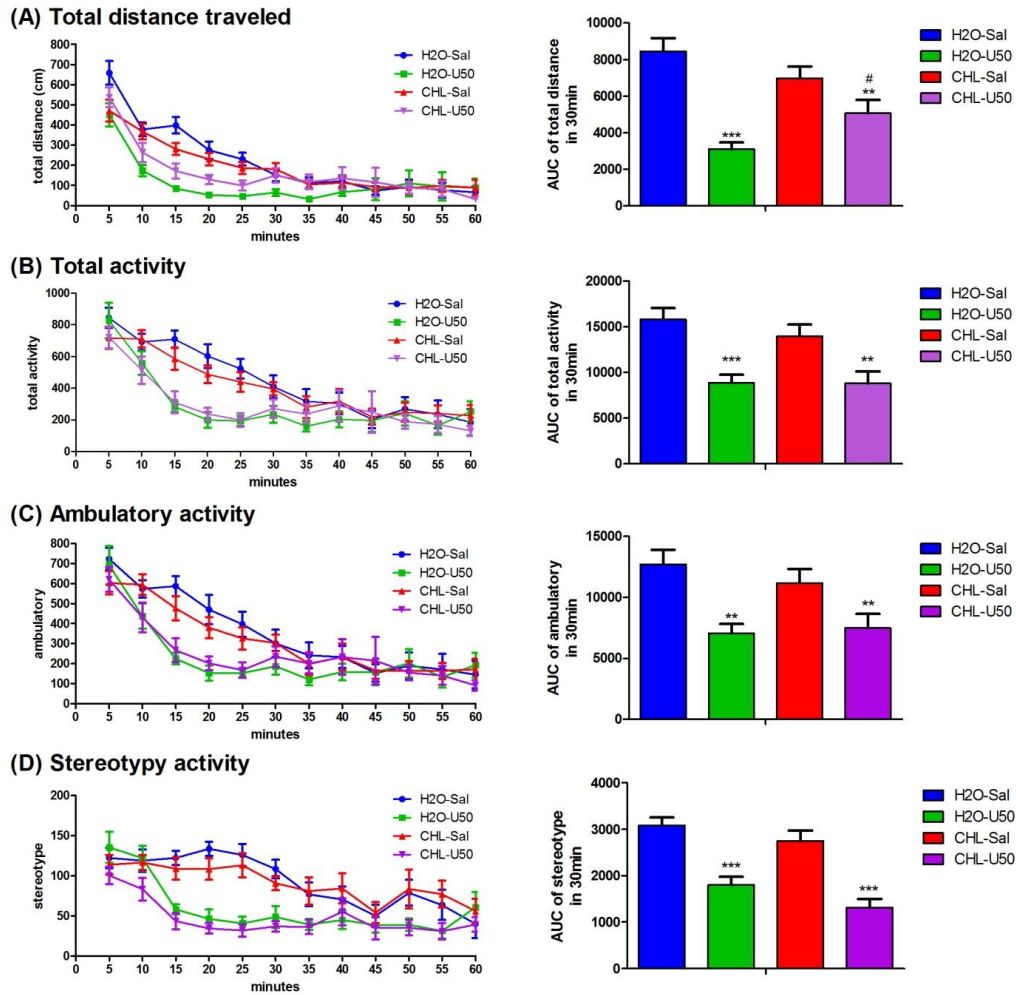 (A) Total distance traveled
total distance (cm)
800
700
600
500
400
300
200
100
0
0 5 10 15 20 25 30 35 40 45 50 55 60
minutes
H2O-Sal
H2O-U50
CHL-Sal
CHL-U50
AUC of total distance
in 30min
10000
8000
6000
4000
2000
0
***
#
**
H2O-Sal
H2O-U50
CHL-Sal
CHL-U50
(B) Total activity
total activity
1000
800
600
400
200
0
0 5 10 15 20 25 30 35 40 45 50 55 60
minutes
H2O-Sal
H2O-U50
CHL-Sal
CHL-U50
AUC of total activity
in 30min
20000
15000
10000
5000
0
***
**
H2O-Sal
H2O-U50
CHL-Sal
CHL-U50
(C) Ambulatory activity
ambulatory
800
700
600
500
400
300
200
100
0
0 5 10 15 20 25 30 35 40 45 50 55 60
minutes
H2O-Sal
H2O-U50
CHL-Sal
CHL-U50
AUC of ambulatory
in 30min
15000
10000
5000
0
**
**
H2O-Sal
H2O-U50
CHL-Sal
CHL-U50
(D) Stereotypy activity
stereotype
200
150
100
50
0
0 5 10 15 20 25 30 35 40 45 50 55 60
minutes
H2O-Sal
H2O-U50
CHL-Sal
CHL-U50
AUC of stereotype
in 30min
4000
3000
2000
1000
0
***
***
H2O-Sal
H2O-U50
CHL-Sal
CHL-U50